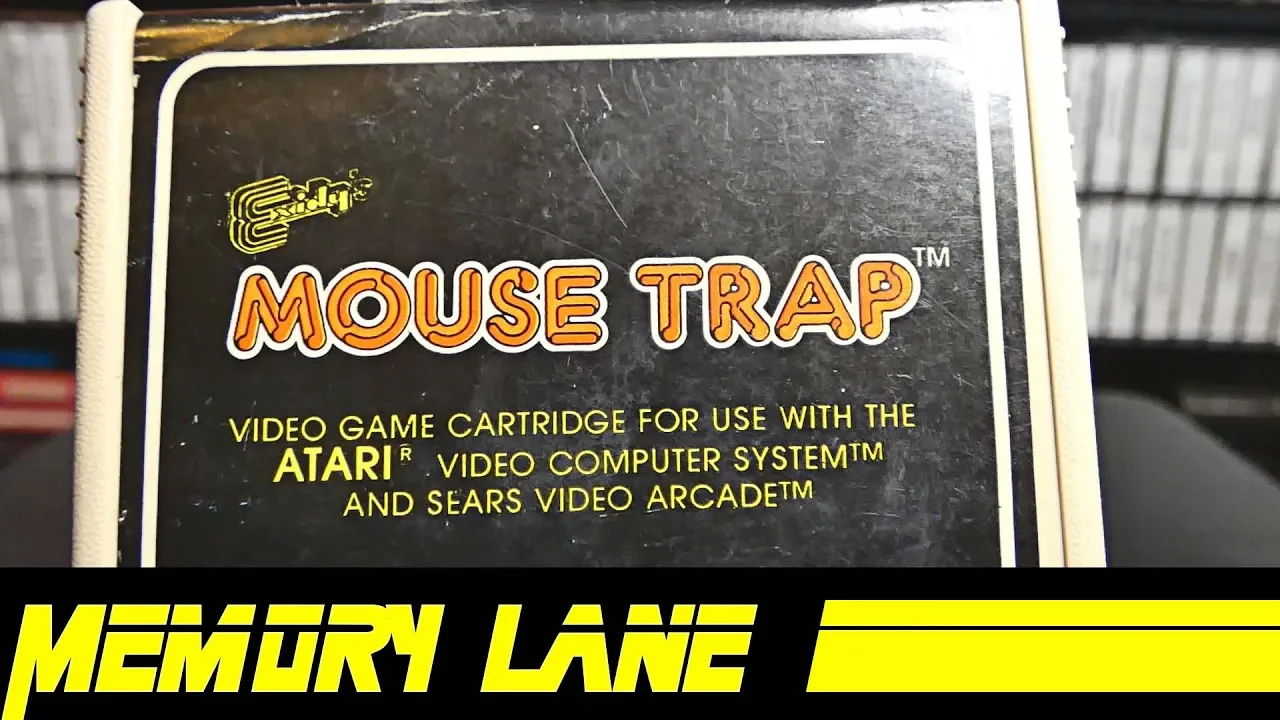 Exidy's
MOUSE TRAP™
VIDEO GAME CARTRIDGE FOR USE WITH THE
ATARI® VIDEO COMPUTER SYSTEM™
AND SEARS VIDEO ARCADE™
MEMORY LANE